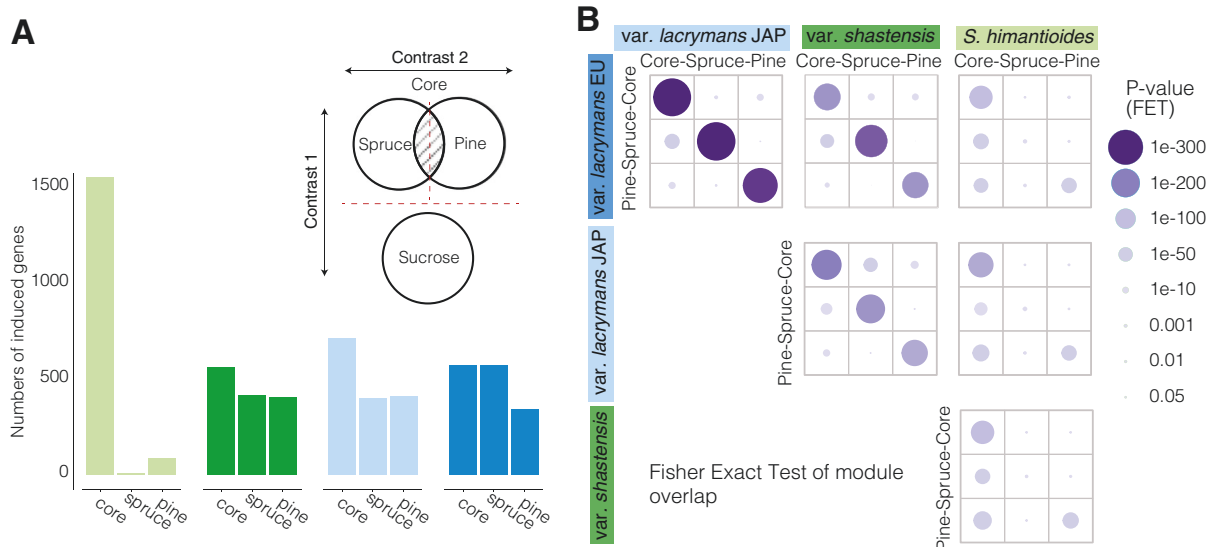 A
Contrast 2
Core
Spruce
Pine
Contrast 1
Sucrose
Numbers of induced genes
1500
1000
500
0
core
spruce
pine
core
spruce
pine
core
spruce
pine
core
spruce
pine
B
var. lacrymans JAP
var. shastensis
S. himantioides
Core-Spruce-Pine
Core-Spruce-Pine
Core-Spruce-Pine
var. lacrymans EU
Pine-Spruce-Core
var. lacrymans JAP
Pine-Spruce-Core
var. shastensis
Pine-Spruce-Core
Fisher Exact Test of module
overlap
P-value
(FET)
1e-300
1e-200
1e-100
1e-50
1e-10
0.001
0.01
0.05